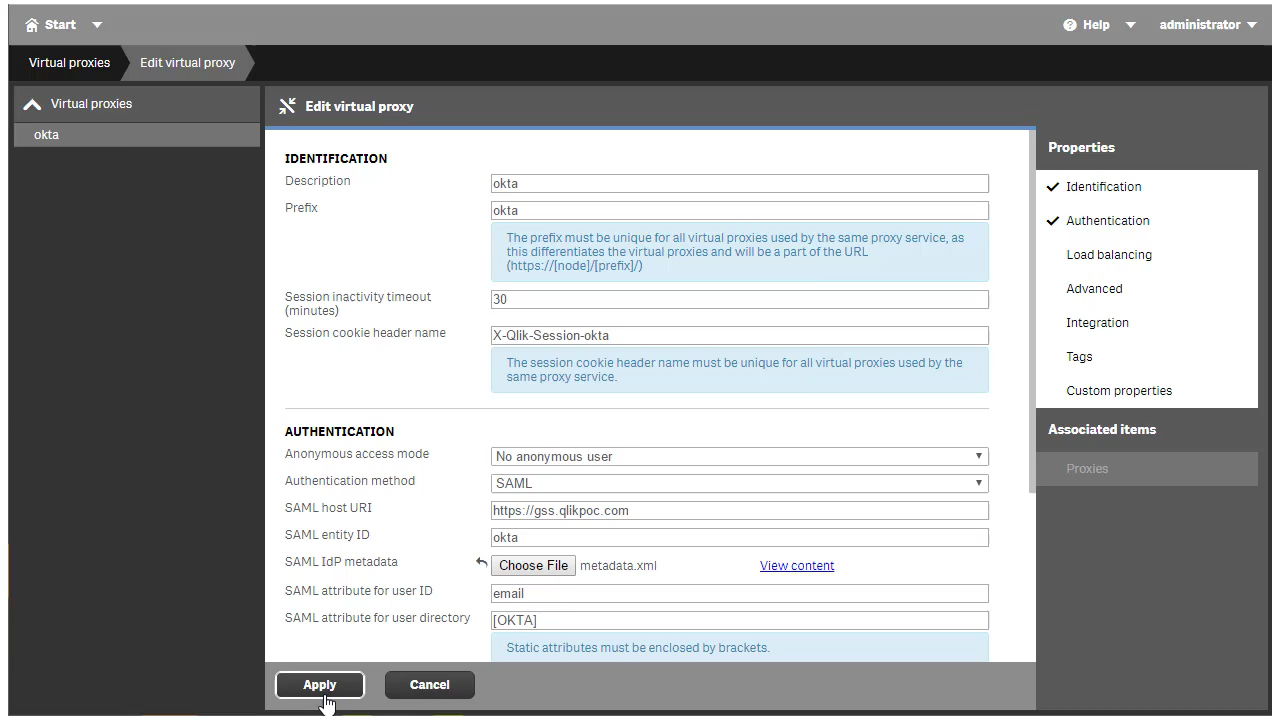 Start
Help
administrator
Virtual proxies
Edit virtual proxy
Virtual proxies
okta
Edit virtual proxy
IDENTIFICATION
Description
okta
Prefix
okta
The prefix must be unique for all virtual proxies used by the same proxy service, as
this differentiates the virtual proxies and will be a part of the URL
(https://[node]/[prefix]/)
Session inactivity timeout
(minutes)
30
Session cookie header name
X-Qlik-Session-okta
The session cookie header name must be unique for all virtual proxies used by the
same proxy service.
AUTHENTICATION
Anonymous access mode
No anonymous user
Authentication method
SAML
SAML host URI
https://gss.qlikpoc.com
SAML entity ID
okta
SAML IdP metadata
Choose File metadata.xml
View content
SAML attribute for user ID
email
SAML attribute for user directory
[OKTA]
Static attributes must be enclosed by brackets.
Apply
Cancel
Properties
Identification
Authentication
Load balancing
Advanced
Integration
Tags
Custom properties
Associated items
Proxies